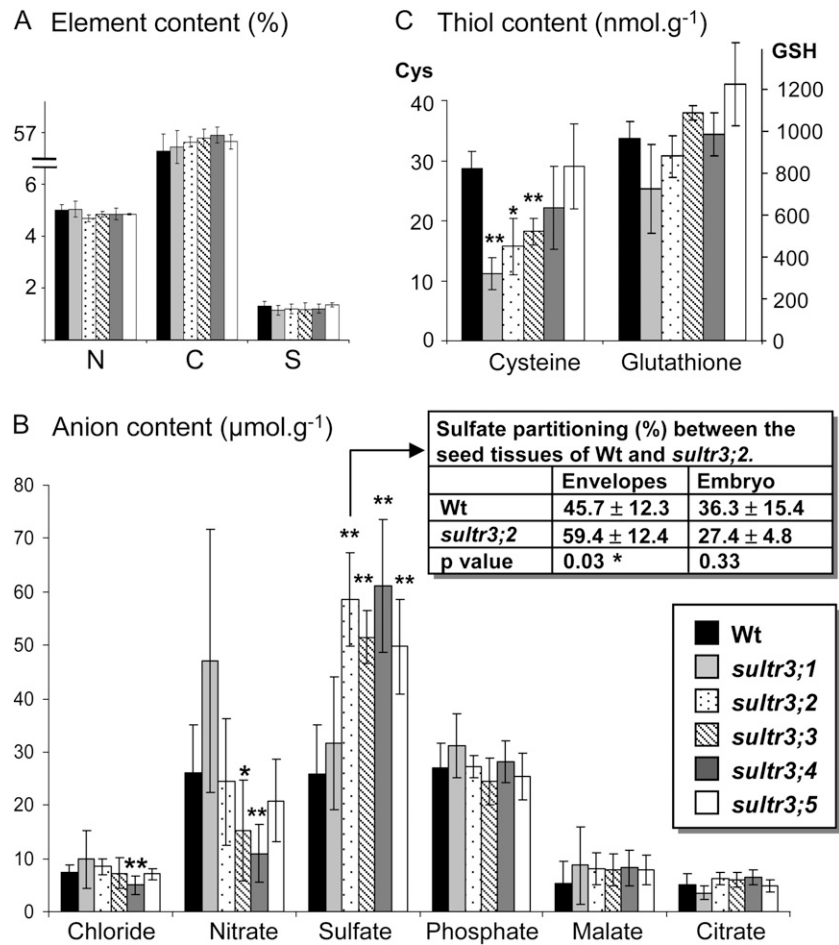 A Element content (%)
57
6
4
2
N C S
C Thiol content (nmol.g⁻¹)
Cys GSH
40
30
20
10
0
1200
1000
800
600
400
200
0
** * **
Cysteine Glutathione
B Anion content (µmol.g⁻¹)
80
70
60
50
40
30
20
10
0
** * ** ** ** ** **
Chloride Nitrate Sulfate Phosphate Malate Citrate
Sulfate partitioning (%) between the
seed tissues of Wt and sultr3;2.
Envelopes Embryo
Wt 45.7 ± 12.3 36.3 ± 15.4
sultr3;2 59.4 ± 12.4 27.4 ± 4.8
p value 0.03 * 0.33
Wt
sultr3;1
sultr3;2
sultr3;3
sultr3;4
sultr3;5